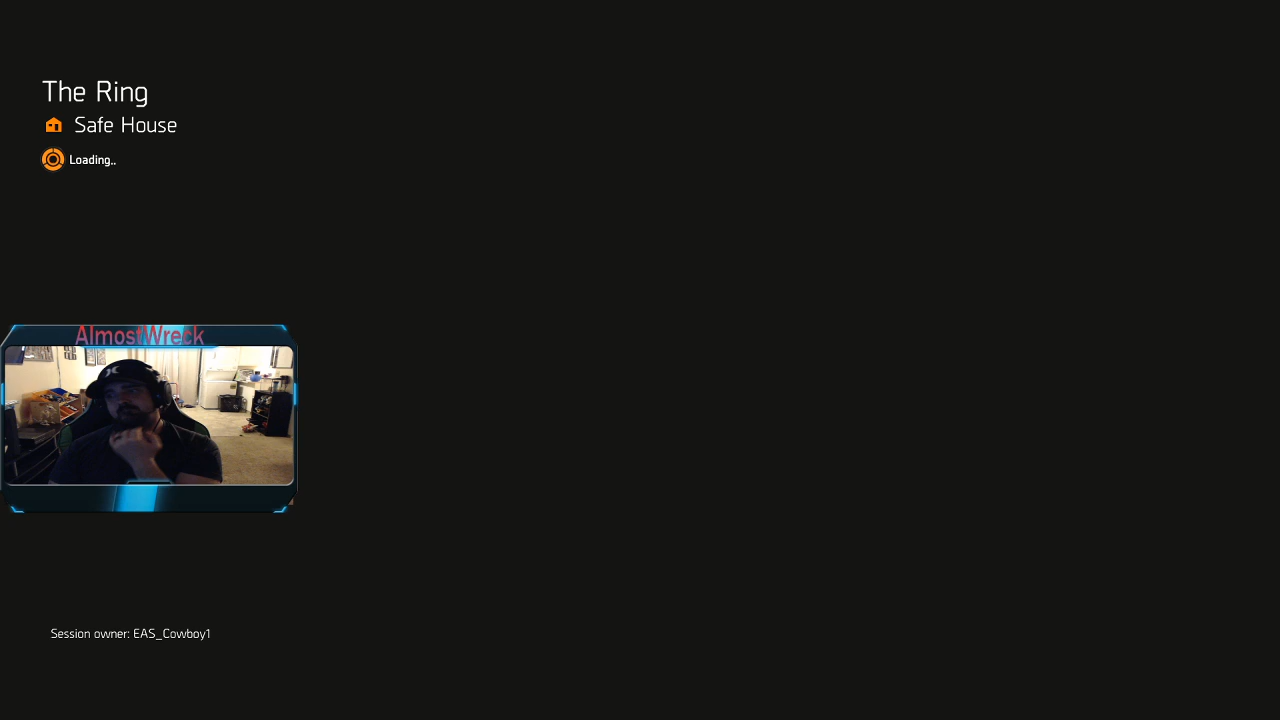 The Ring
Safe House
Loading..
AlmostWreck
Session owner: EAS_Cowboy1